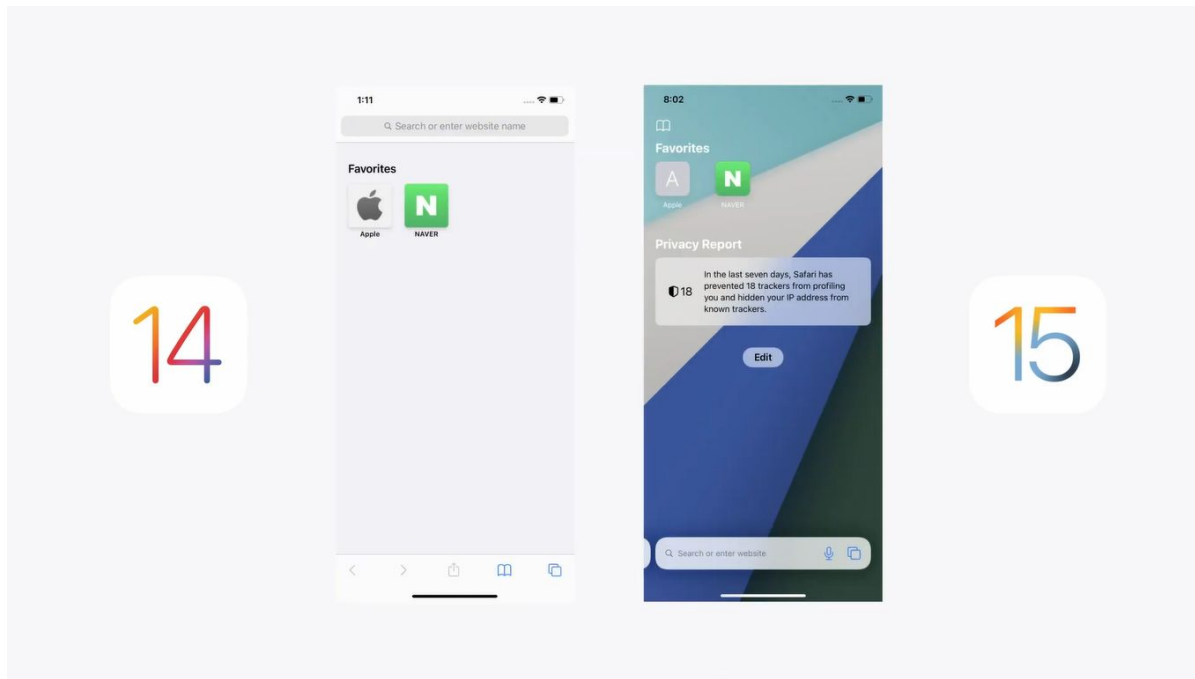 14
1:11
Search or enter website name
Favorites
N
Apple
NAVER
8:02
Favorites
A
N
Apple
NAVER
Privacy Report
18
In the last seven days, Safari has
prevented 18 trackers from profiling
you and hidden your IP address from
known trackers.
Edit
Search or enter website
15